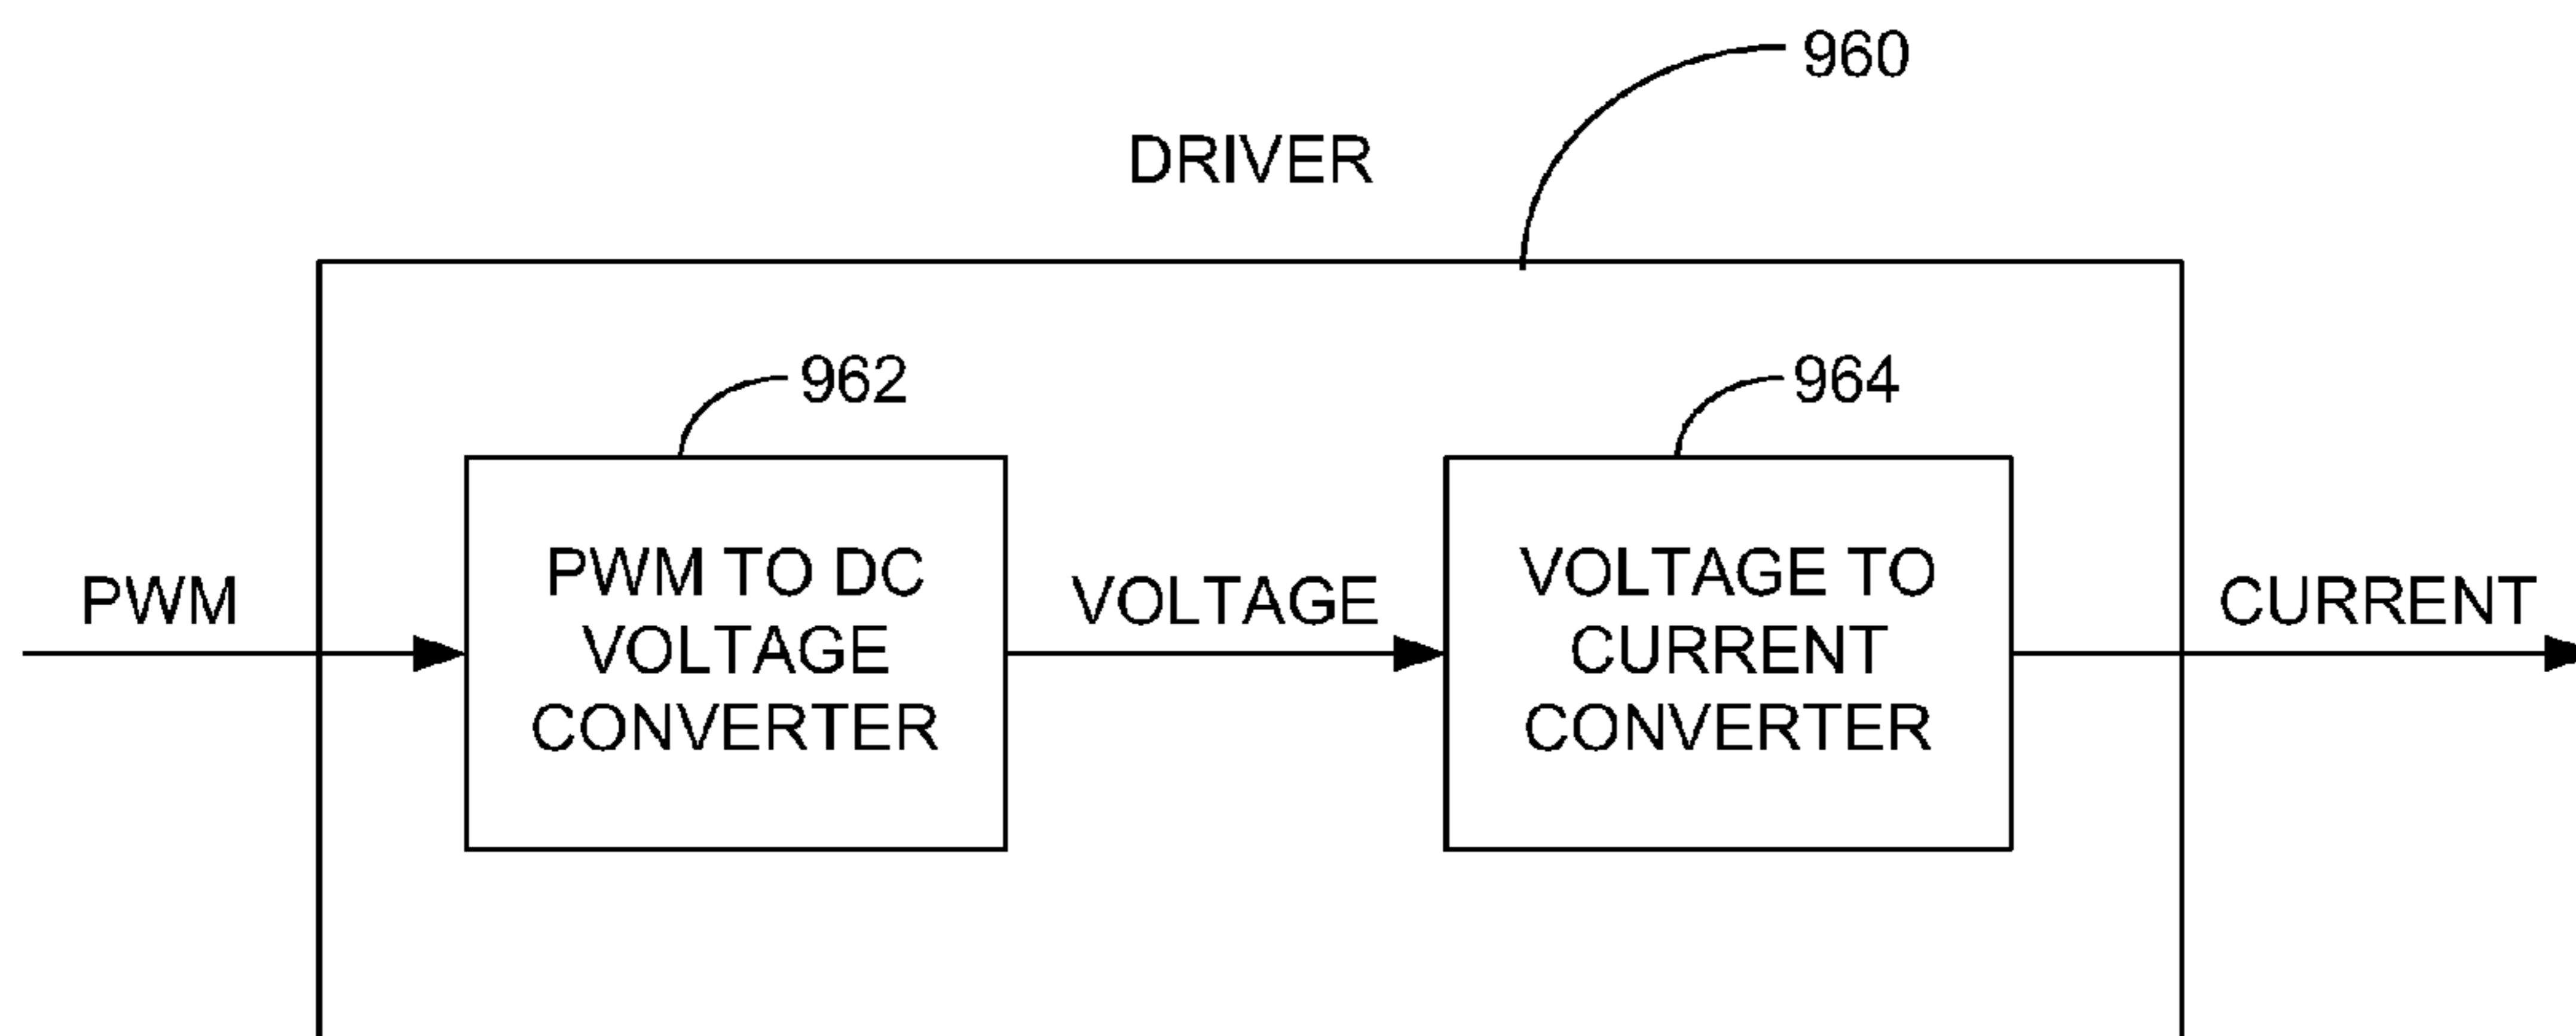 960
DRIVER
962
964
PWM
PWM TO DC
VOLTAGE
CONVERTER
VOLTAGE
VOLTAGE TO
CURRENT
CONVERTER
CURRENT